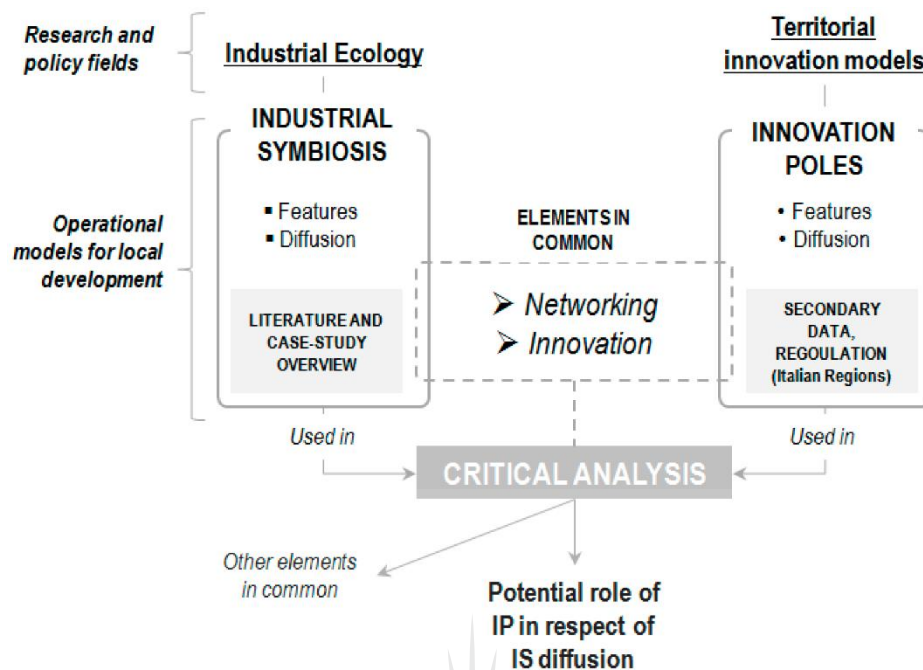 Research and
policy fields
Industrial Ecology
Territorial
innovation models
Operational
models for local
development
INDUSTRIAL
SYMBIOSIS
▪ Features
▪ Diffusion
LITERATURE AND
CASE-STUDY
OVERVIEW
ELEMENTS IN
COMMON
➢ Networking
➢ Innovation
INNOVATION
POLES
• Features
• Diffusion
SECONDARY
DATA,
REGOULATION
(Italian Regions)
Used in
Used in
CRITICAL ANALYSIS
Other elements
in common
Potential role of
IP in respect of
IS diffusion